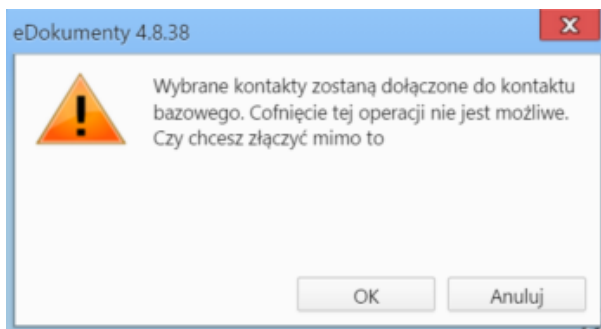 eDokumenty 4.8.38
Wybrane kontakty zostaną dołączone do kontaktu
bazowego. Cofnięcie tej operacji nie jest możliwe.
Czy chcesz złączyć mimo to
OK
Anuluj